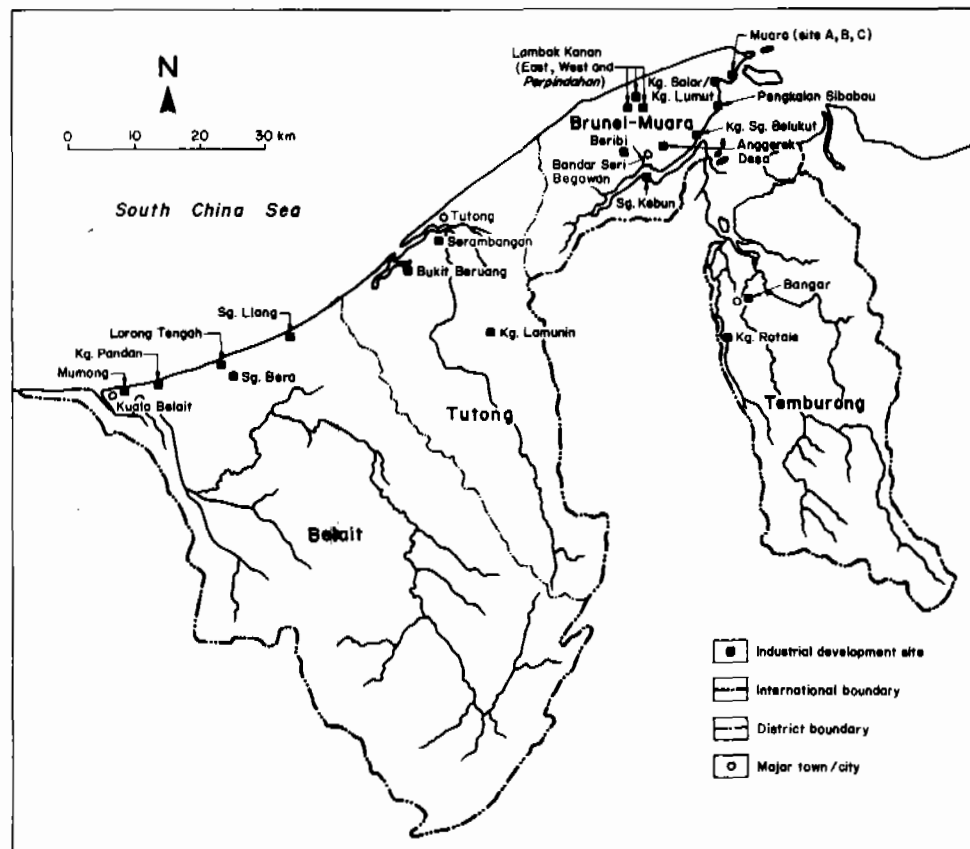 Muara (site A, B, C)
Lambak Kanan
(East, West and
Perpindahan)
N
Kg. Salar/
Kg. Lumut
Pengkalan Sibabau
0 10 20 30 km
Brunei-Muara
Kg. Sg. Belukut
Beribi
Anggerek
Desa
Bandar Seri
Begawan
Sg. Kebun
South China Sea
Tutong
Serambangan
Bukit Beruang
Bangar
Sg. Liang
Kg. Lamunin
Kg. Rataie
Lorong Tengah
Kg. Pandan
Sg. Bera
Mumong
Kuala Belait
Tutong
Temburong
Belait
Industrial development site
International boundary
District boundary
Major town/city